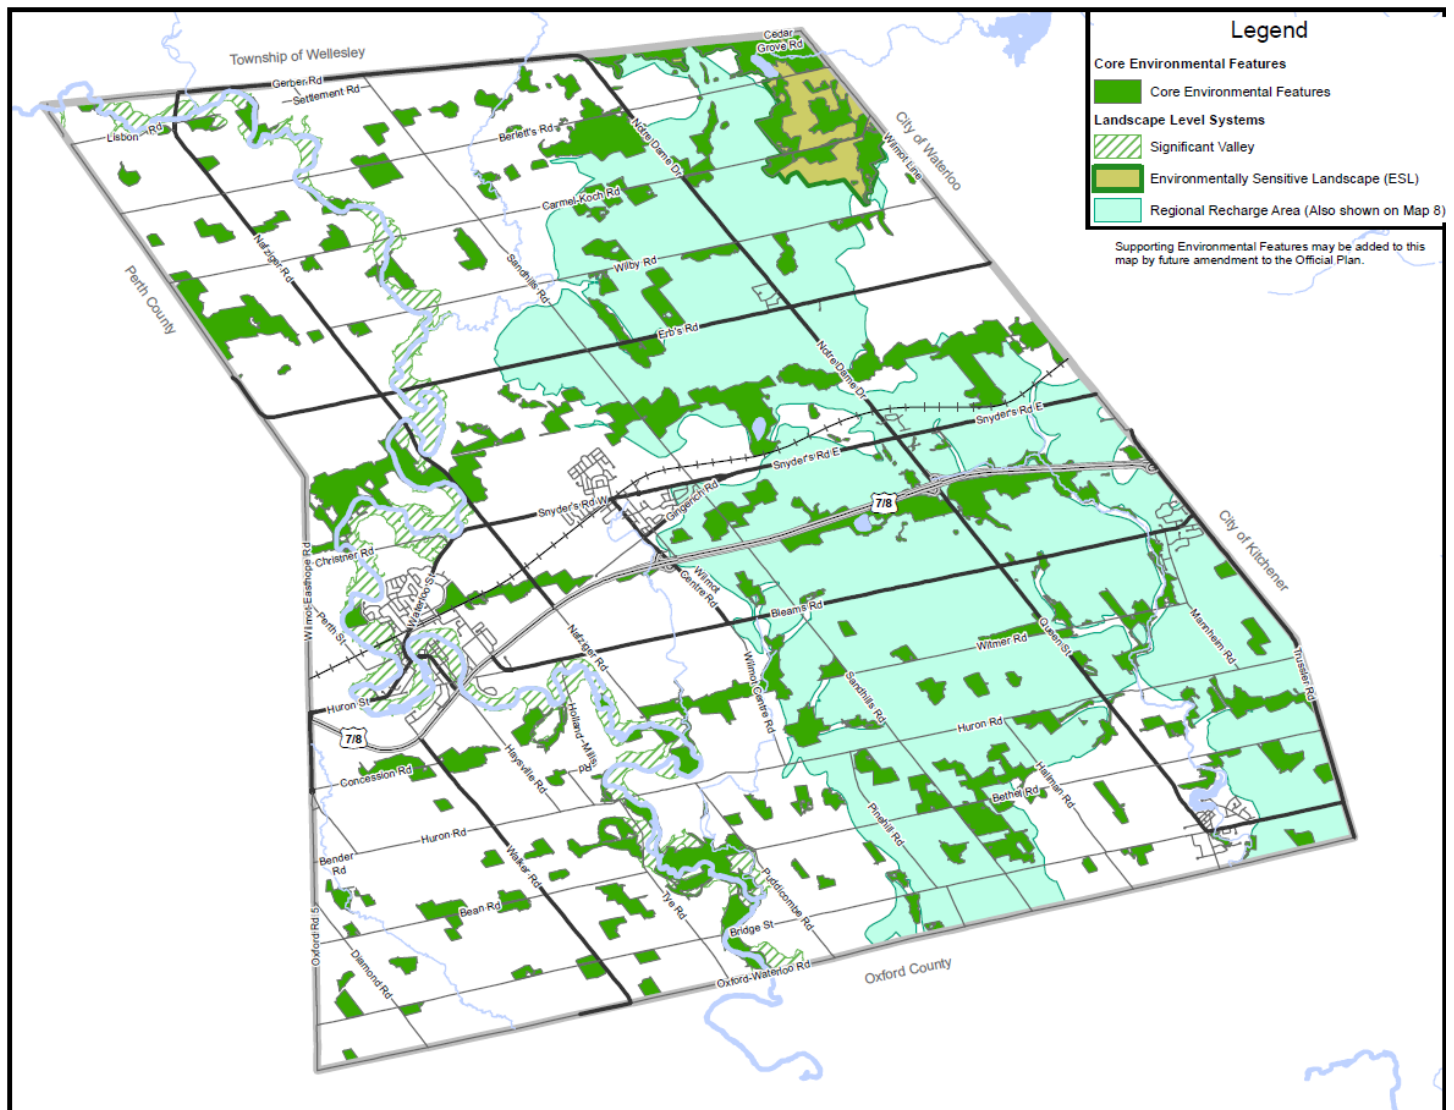 Legend
Core Environmental Features
Core Environmental Features
Landscape Level Systems
Significant Valley
Environmentally Sensitive Landscape (ESL)
Regional Recharge Area (Also shown on Map 8)
Supporting Environmental Features may be added to this
map by future amendment to the Official Plan.
Township of Wellesley
Cedar
Grove Rd
Gerber Rd
Settlement Rd
Lisbon Rd
Berlett's Rd
Notre Dame Dr
City of Waterloo
Wilmot Line
Carmel-Koch Rd
Nafziger Rd
Sandhills Rd
Wilby Rd
Perth County
Erb's Rd
Notre Dame Dr
Snyder's Rd E
Snyder's Rd E
Gingerich Rd
Snyder's Rd W
7/8
City of Kitchener
Christner Rd
Wilmot-Easthope Rd
Waterloo St
Perth St
Wilmot
Centre Rd
Bleams Rd
Nafziger Rd
Witmer Rd
Queen St
Mannheim Rd
Trussler Rd
Wilmot Centre Rd
Sandhills Rd
Huron St
7/8
Holland-Mills
Rd
Haysville Rd
Huron Rd
Concession Rd
Hallman Rd
Bethel Rd
Pinehill Rd
Huron Rd
Bender
Rd
Walker Rd
Puddicombe Rd
Tye Rd
Bean Rd
Bridge St
Oxford Rd 5
Diamond Rd
Oxford-Waterloo Rd
Oxford County